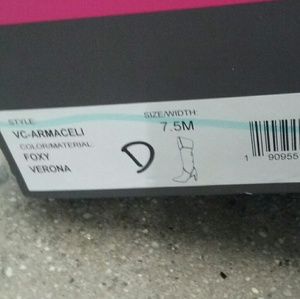 STYLE:
VC-ARMACELI
COLOR/MATERIAL:
FOXY
VERONA
SIZE/WIDTH:
7.5M
D
1 90955